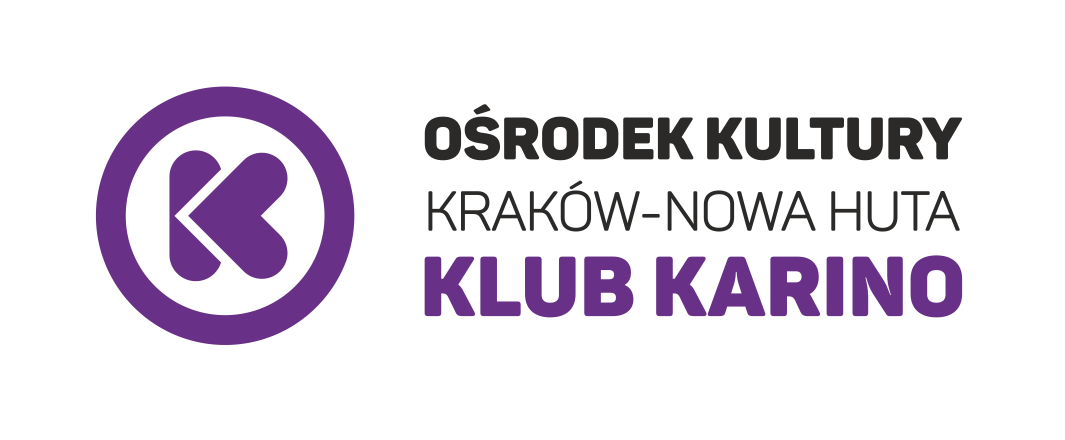 OŚRODEK KULTURY
KRAKÓW-NOWA HUTA
KLUB KARINO